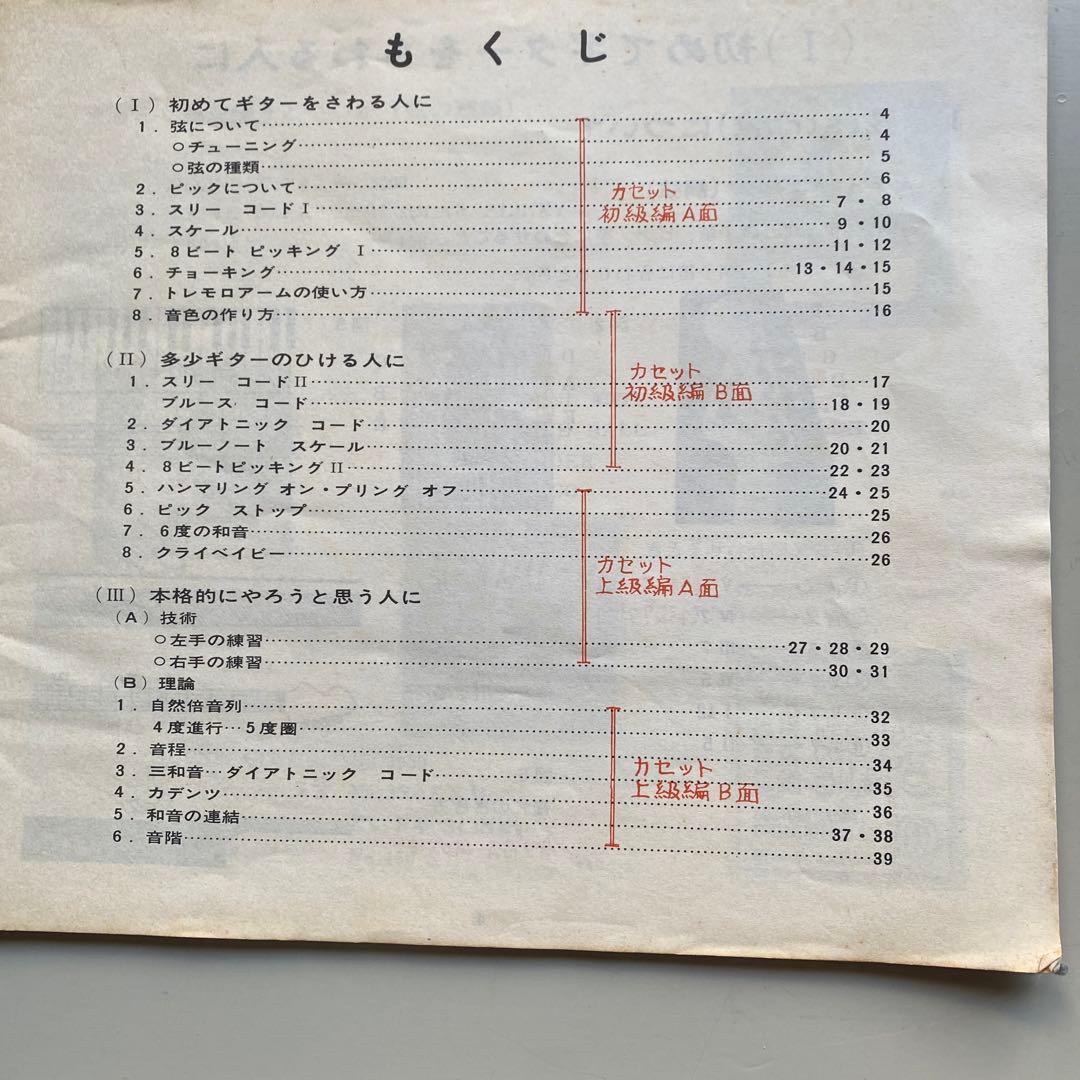 もくじ
(I) 初めてギターをさわる人に
1. 弦について…………4
○チューニング…………4
○弦の種類…………5
2. ピックについて…………6
3. スリー コード I…………7・8
4. スケール…………9・10
5. 8ビート ピッキング I…………11・12
6. チョーキング…………13・14・15
7. トレモロアームの使い方…………15
8. 音色の作り方…………16
カセット
初級編A面
(II) 多少ギターのひける人に
1. スリー コード II…………17
ブルース コード…………18・19
2. ダイアトニック コード…………20
3. ブルーノート スケール…………20・21
4. 8ビートピッキング II…………22・23
カセット
初級編B面
5. ハンマリング オン・プリング オフ…………24・25
6. ピック ストップ…………25
7. 6度の和音…………26
8. クライベイビー…………26
カセット
上級編A面
(III) 本格的にやろうと思う人に
(A) 技術
○左手の練習…………27・28・29
○右手の練習…………30・31
(B) 理論
1. 自然倍音列…………32
4度進行…5度圏…………33
2. 音程…………34
3. 三和音…ダイアトニック コード…………35
4. カデンツ…………36
5. 和音の連結…………37・38
6. 音階…………39
カセット
上級編B面